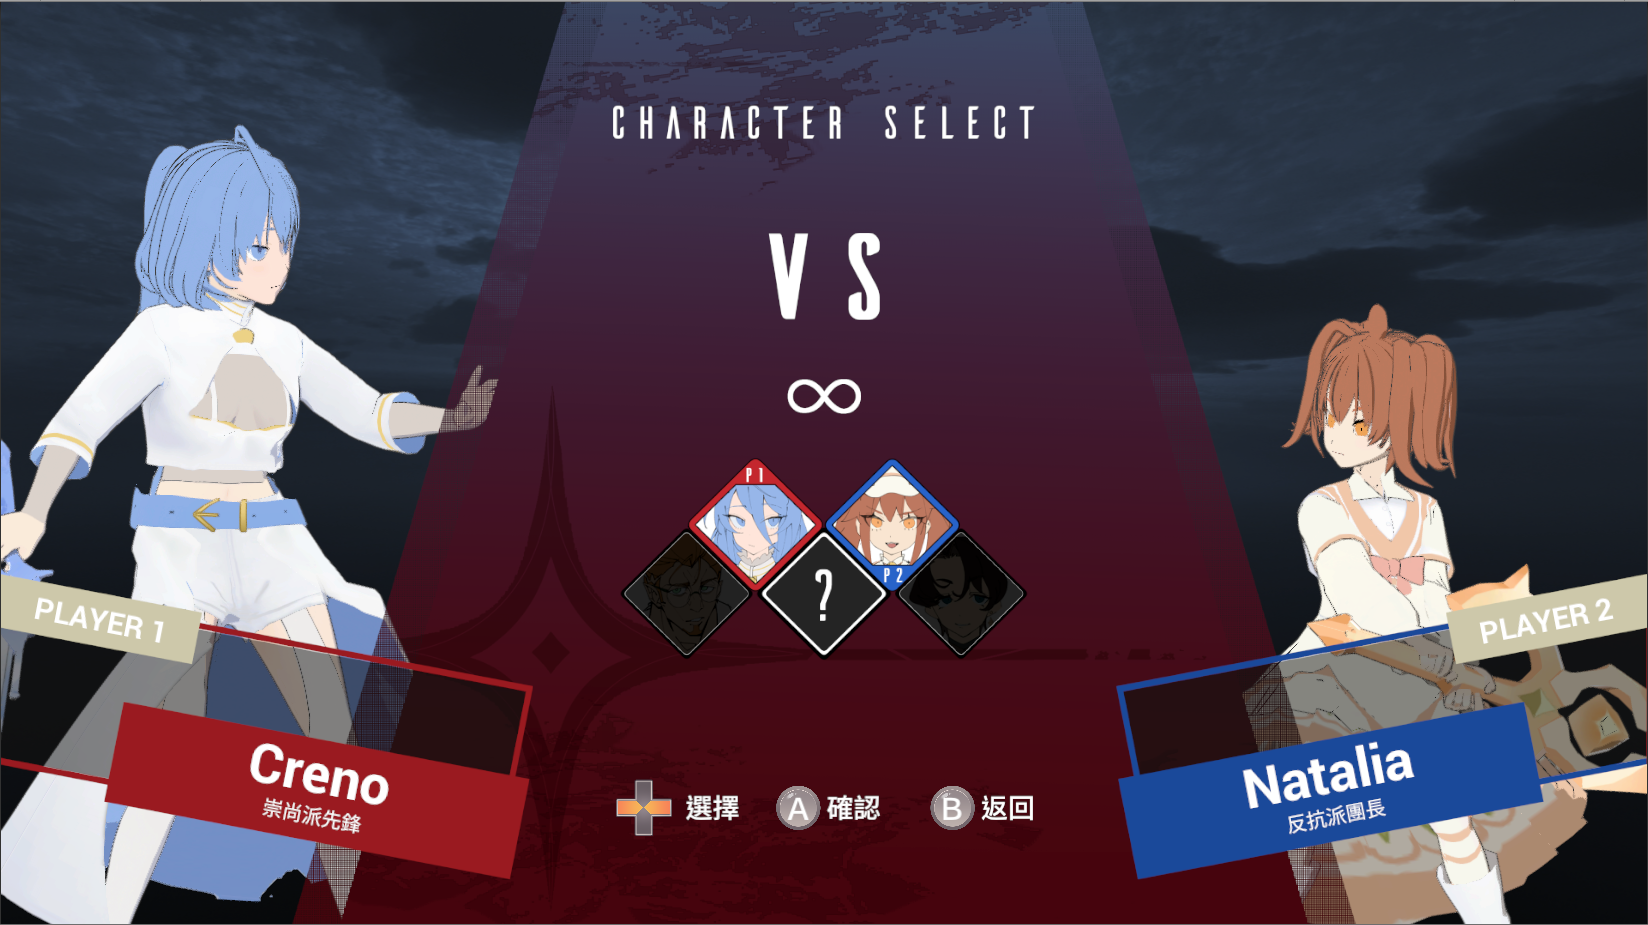 CHARACTER SELECT
VS
∞
P1
P2
?
PLAYER 1
Creno
崇尚派先鋒
PLAYER 2
Natalia
反抗派團長
選擇 A 確認 B 返回